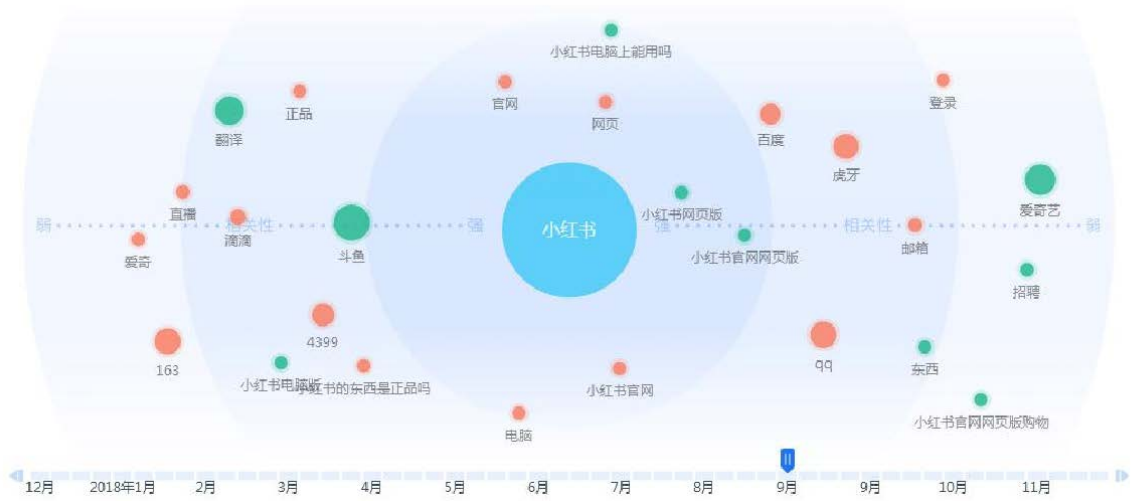 小红书电脑上能用吗
官网
网页
正品
翻译
百度
登录
虎牙
直播
滴滴
小红书
小红书网页版
爱寄艺
弱
相关性
强
强
相关性
弱
爱奇
斗鱼
小红书官网网页版
邮箱
招聘
163
4399
qq
东西
小红书电脑版
小红书的东西是正品吗
小红书官网
电脑
小红书官网网页版购物
12月
2018年1月
2月
3月
4月
5月
6月
7月
8月
9月
9月
10月
11月